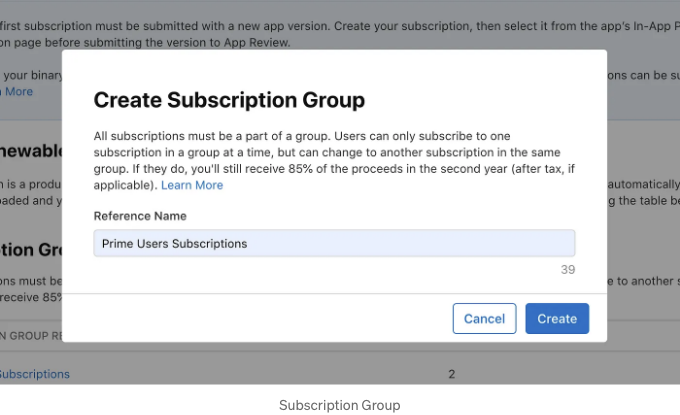 first subscription must be submitted with a new app version. Create your subscription, then select it from the app's In-App P
on page before submitting the version to App Review.
your binary
ons can be su
More
Create Subscription Group
All subscriptions must be a part of a group. Users can only subscribe to one
subscription in a group at a time, but can change to another subscription in the same
group. If they do, you'll still receive 85% of the proceeds in the second year (after tax, if
applicable). Learn More
newable
n is a produ
automatically
oaded and y
g the table be
Reference Name
Prime Users Subscriptions
39
tion Gro
ons must be
e to another s
receive 85%
Cancel
Create
N GROUP RE
Subscriptions
2
Subscription Group